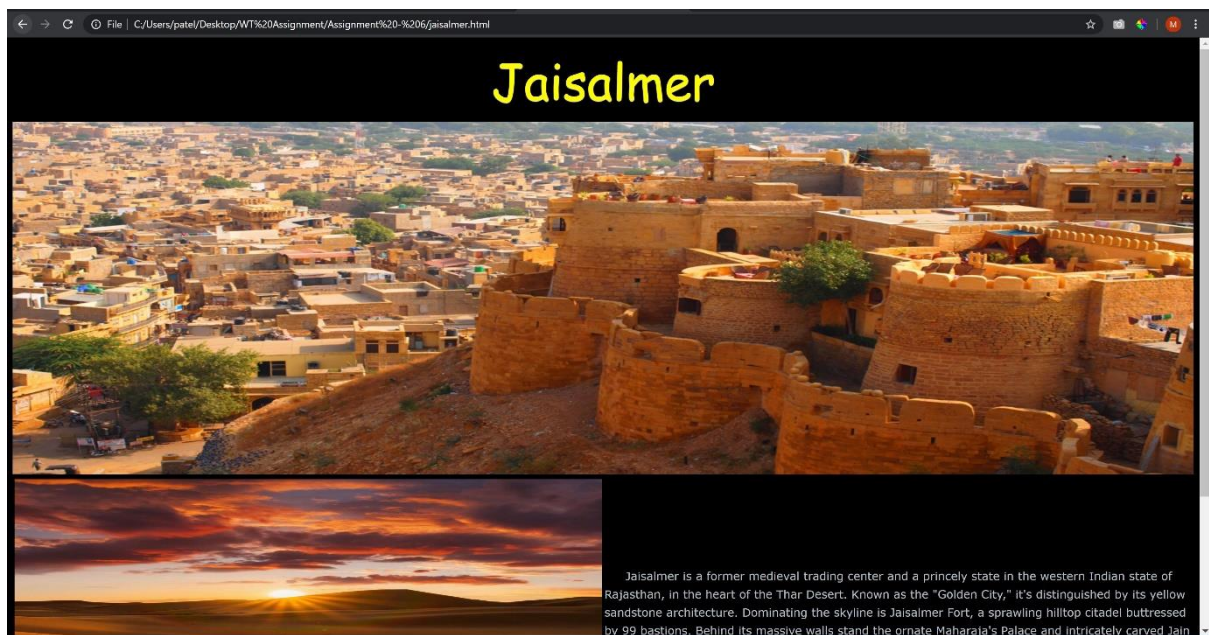 File | C:/Users/patel/Desktop/WT%20Assignment/Assignment%20-%206/jaisalmer.html
M
Jaisalmer
Jaisalmer is a former medieval trading center and a princely state in the western Indian state of
Rajasthan, in the heart of the Thar Desert. Known as the "Golden City," it's distinguished by its yellow
sandstone architecture. Dominating the skyline is Jaisalmer Fort, a sprawling hilltop citadel buttressed
by 99 bastions. Behind its massive walls stand the ornate Maharaja's Palace and intricately carved Jain